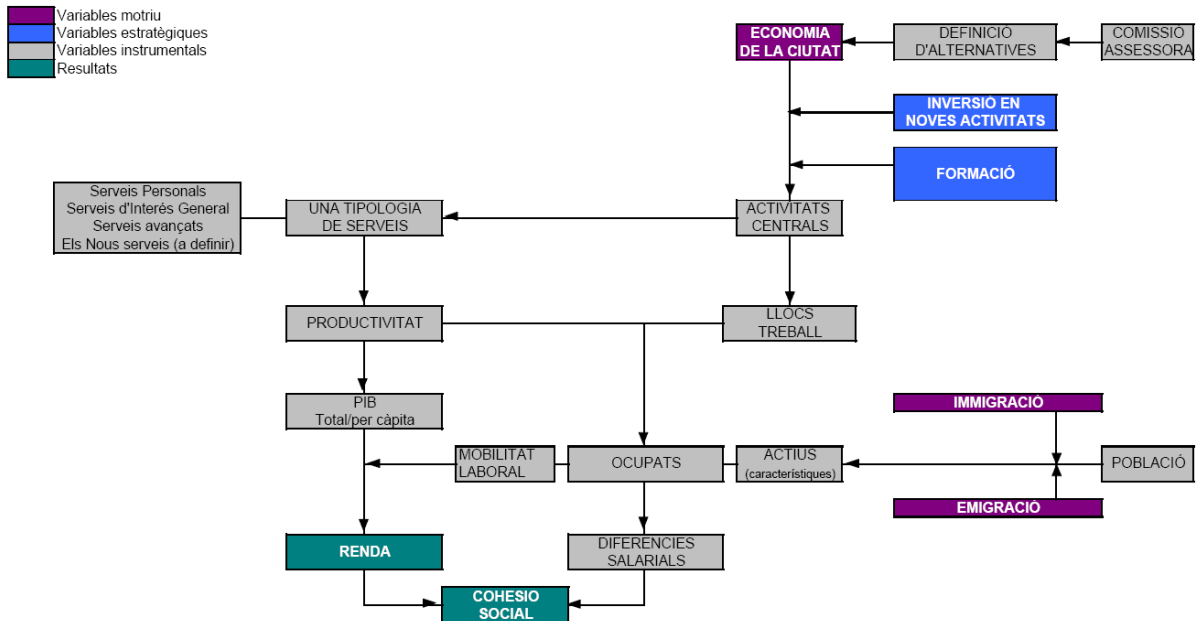 Variables motriu
Variables estratègiques
Variables instrumentals
Resultats
ECONOMIA
DE LA CIUTAT
DEFINICIÓ
D'ALTERNATIVES
COMISSIÓ
ASSESSORA
INVERSIÓ EN
NOVES ACTIVITATS
FORMACIÓ
Serveis Personals
Serveis d'Interés General
Serveis avançats
Els Nous serveis (a definir)
UNA TIPOLOGIA
DE SERVEIS
ACTIVITATS
CENTRALS
PRODUCTIVITAT
LLOCS
TREBALL
PIB
Total/per càpita
IMMIGRACIÓ
MOBILITAT
LABORAL
OCUPATS
ACTIUS
(característiques)
POBLACIÓ
EMIGRACIÓ
RENDA
DIFERÈNCIES
SALARIALS
COHESIO
SOCIAL